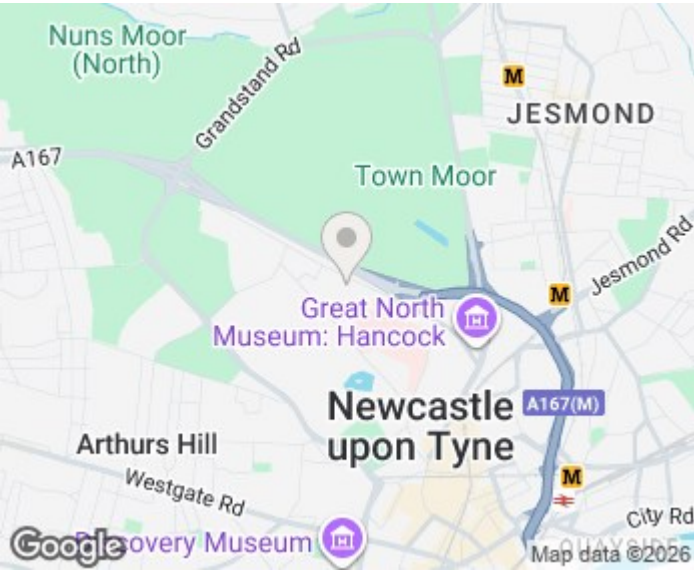 Nuns Moor
(North)
Grandstand Rd
M
JESMOND
A167
Town Moor
Jesmond Rd
M
Great North
Museum: Hancock
Newcastle
upon Tyne
A167(M)
Arthurs Hill
M
Westgate Rd
City Rd
Discovery Museum
QUAYSIDE
Google
Map data ©2026